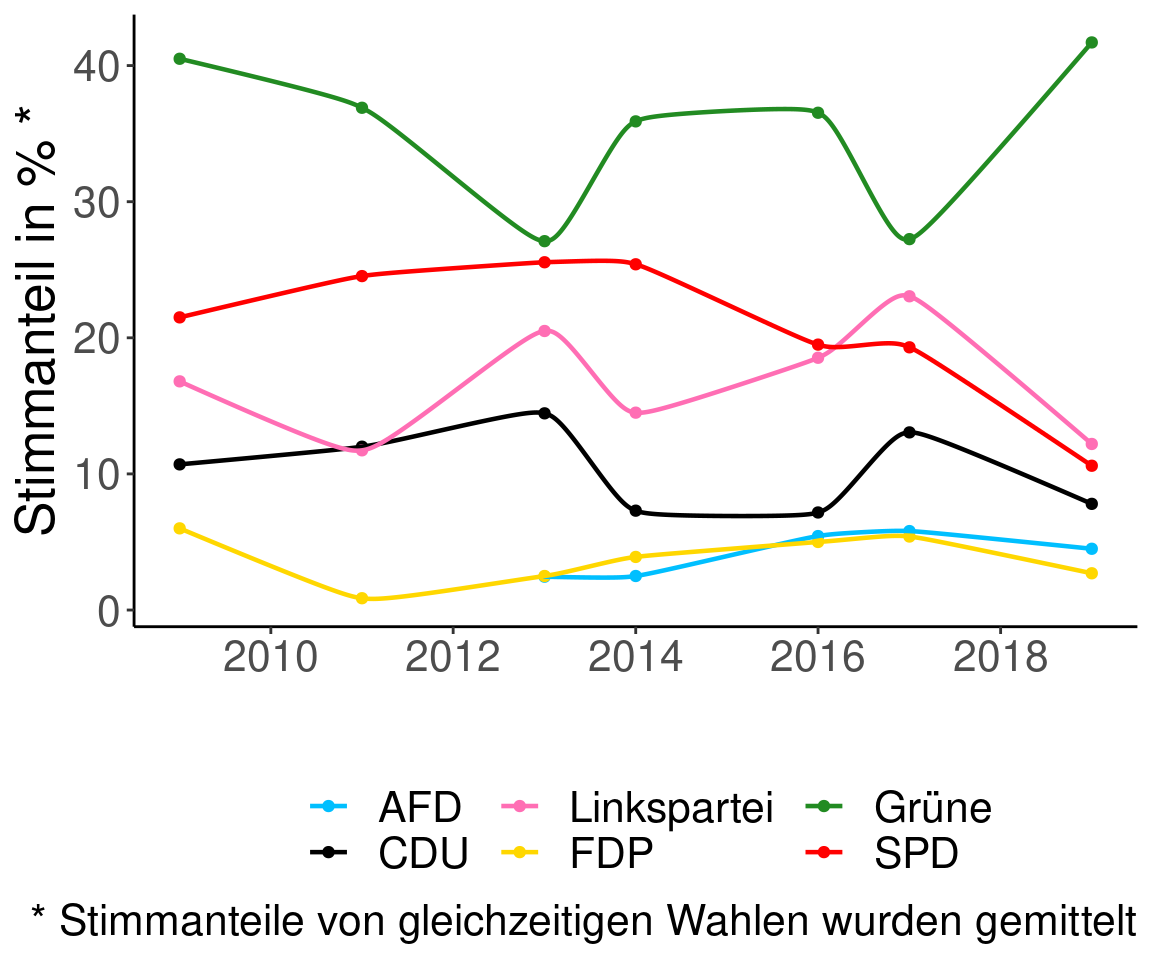 Stimmanteil in % *
40
30
20
10
0
2010 2012 2014 2016 2018
AFD Linkspartei Grüne
CDU FDP SPD
* Stimmanteile von gleichzeitigen Wahlen wurden gemittelt